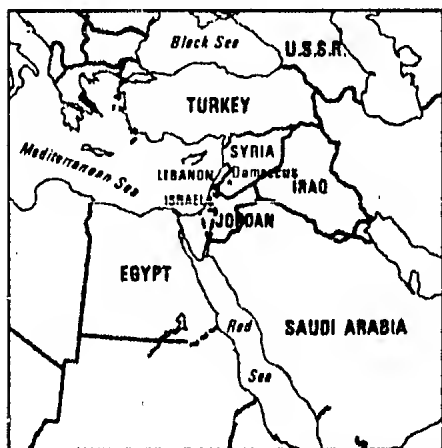 Black Sea
U.S.S.R.
TURKEY
Mediterranean Sea
SYRIA
LEBANON
Damascus
IRAQ
ISRAEL
JORDAN
EGYPT
Red
Sea
SAUDI ARABIA